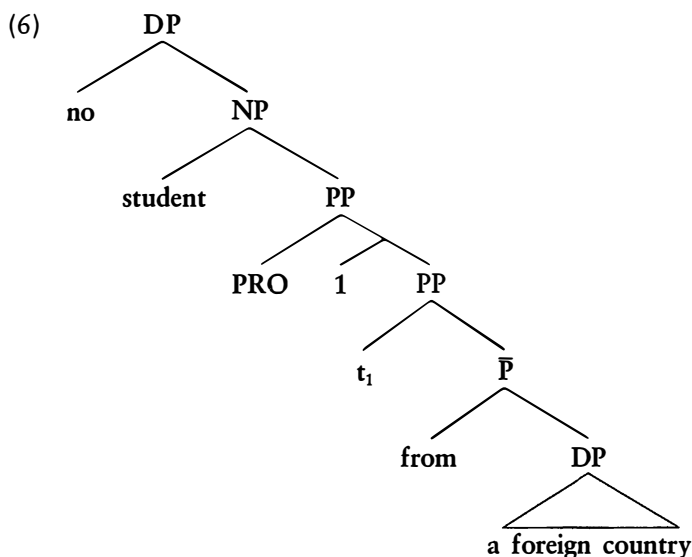 (6) DP
no NP
student PP
PRO 1 PP
t₁ P̅
from DP
a foreign country